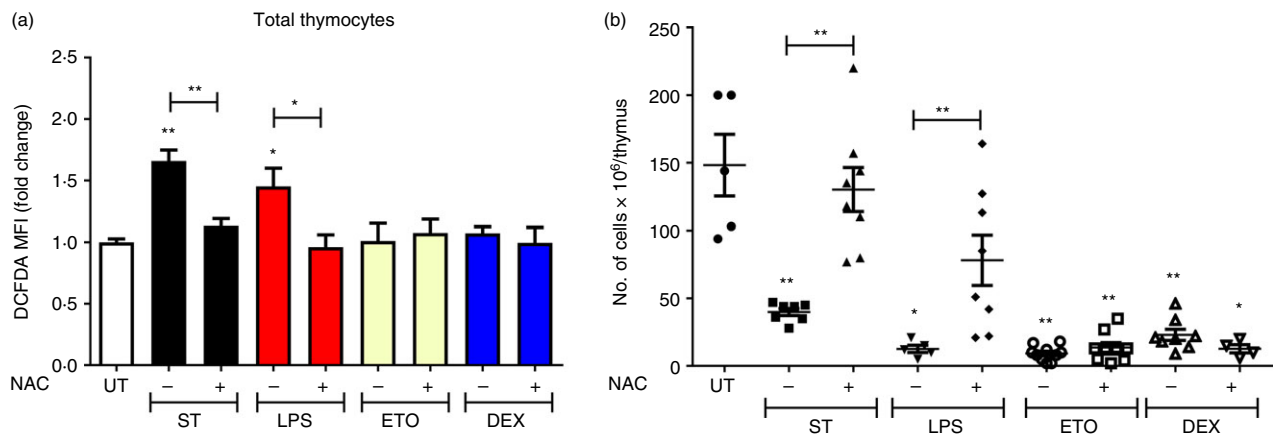 (a)
Total thymocytes
DCFDA MFI (fold change)
2·5
2·0
1·5
1·0
0·5
0·0
**
**
*
*
NAC
UT
–
+
–
+
–
+
–
+
ST
LPS
ETO
DEX
(b)
No. of cells × 10⁶/thymus
250
200
150
100
50
0
**
**
**
*
**
**
**
*
NAC
UT
–
+
–
+
–
+
–
+
ST
LPS
ETO
DEX